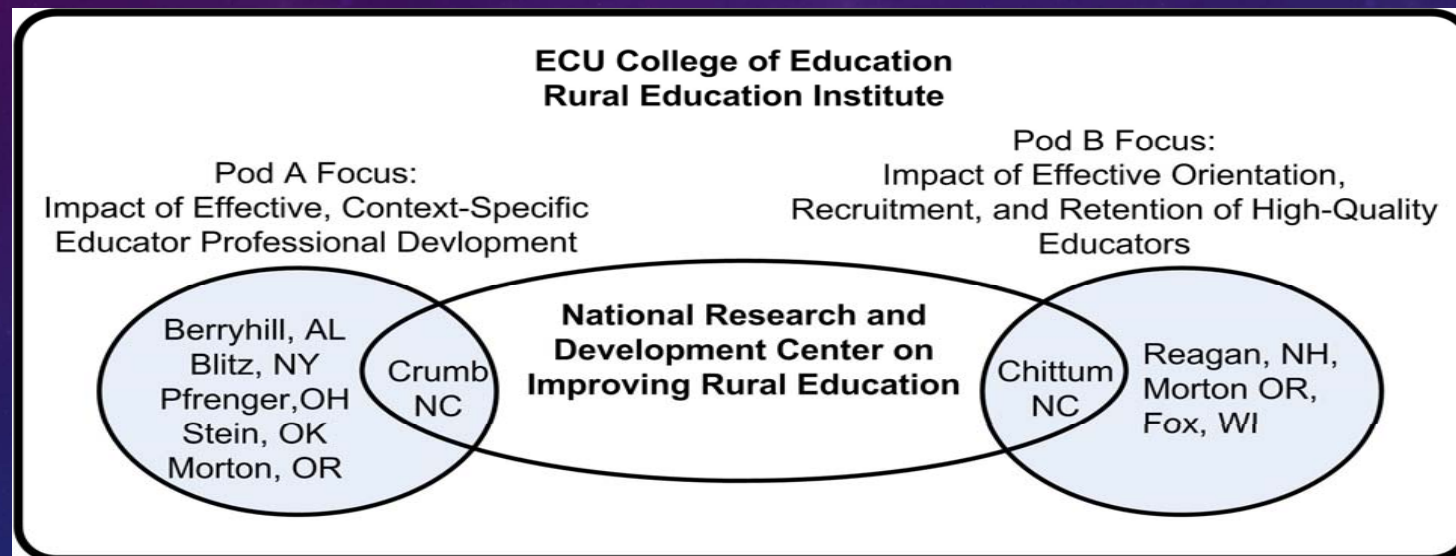 ECU College of Education
Rural Education Institute
Pod A Focus:
Impact of Effective, Context-Specific
Educator Professional Devlopment
Pod B Focus:
Impact of Effective Orientation,
Recruitment, and Retention of High-Quality
Educators
Berryhill, AL
Blitz, NY
Pfrenger,OH
Stein, OK
Morton, OR
Crumb
NC
National Research and
Development Center on
Improving Rural Education
Chittum
NC
Reagan, NH,
Morton OR,
Fox, WI